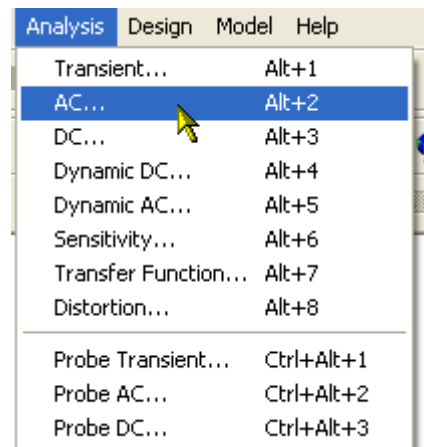 Analysis Design Model Help
Transient... Alt+1
AC... Alt+2
DC... Alt+3
Dynamic DC... Alt+4
Dynamic AC... Alt+5
Sensitivity... Alt+6
Transfer Function... Alt+7
Distortion... Alt+8
Probe Transient... Ctrl+Alt+1
Probe AC... Ctrl+Alt+2
Probe DC... Ctrl+Alt+3